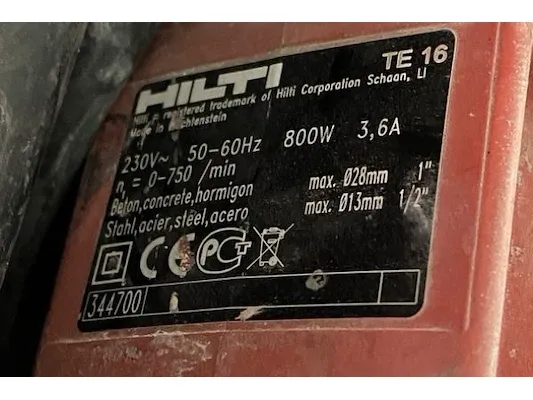 TE 16
HILTI
Hilti = registered trademark of Hilti Corporation Schaan, LI
Made in Liechtenstein
230V~ 50-60Hz 800W 3,6A
n = 0-750 /min
Beton,concrete,hormigon max. Ø28mm 1"
Stahl,acier,steel,acero max. Ø13mm 1/2"
CE PCT
344700